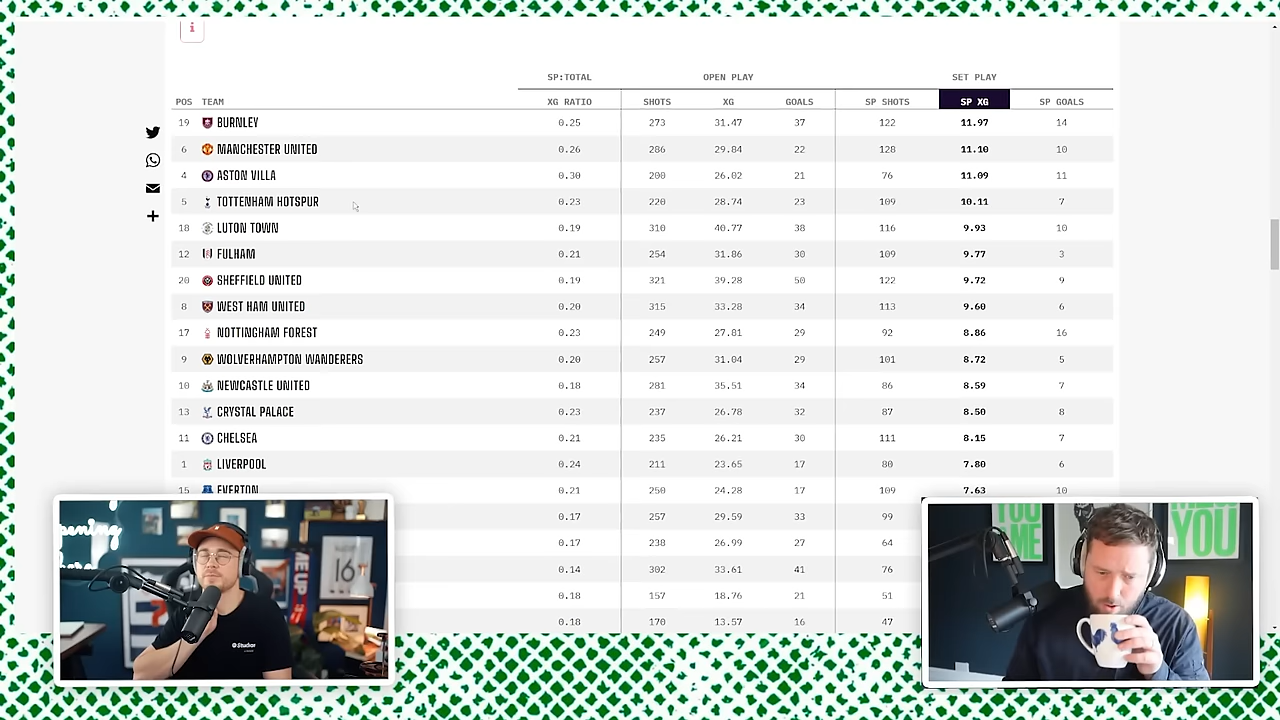 i
SP:TOTAL OPEN PLAY SET PLAY
POS TEAM XG RATIO SHOTS XG GOALS SP SHOTS SP XG SP GOALS
19 BURNLEY 0.25 273 31.47 37 122 11.97 14
6 MANCHESTER UNITED 0.26 286 29.84 22 128 11.10 10
4 ASTON VILLA 0.30 200 26.02 21 76 11.09 11
5 TOTTENHAM HOTSPUR 0.23 220 28.74 23 109 10.11 7
18 LUTON TOWN 0.19 310 40.77 38 116 9.93 10
12 FULHAM 0.21 254 31.86 30 109 9.77 3
20 SHEFFIELD UNITED 0.19 321 39.28 50 122 9.72 9
8 WEST HAM UNITED 0.20 315 33.28 34 113 9.60 6
17 NOTTINGHAM FOREST 0.23 249 27.81 29 92 8.86 16
9 WOLVERHAMPTON WANDERERS 0.20 257 31.04 29 101 8.72 5
10 NEWCASTLE UNITED 0.18 281 35.51 34 86 8.59 7
13 CRYSTAL PALACE 0.23 237 26.78 32 87 8.50 8
11 CHELSEA 0.21 235 26.21 30 111 8.15 7
1 LIVERPOOL 0.24 211 23.65 17 80 7.80 6
15 EVERTON 0.21 250 24.28 17 109 7.63 10
0.17 257 29.59 33 99
0.17 238 26.99 27 64
0.14 302 33.61 41 76
0.18 157 18.76 21 51
0.18 170 13.57 16 47
16
YOU
ME
YOU